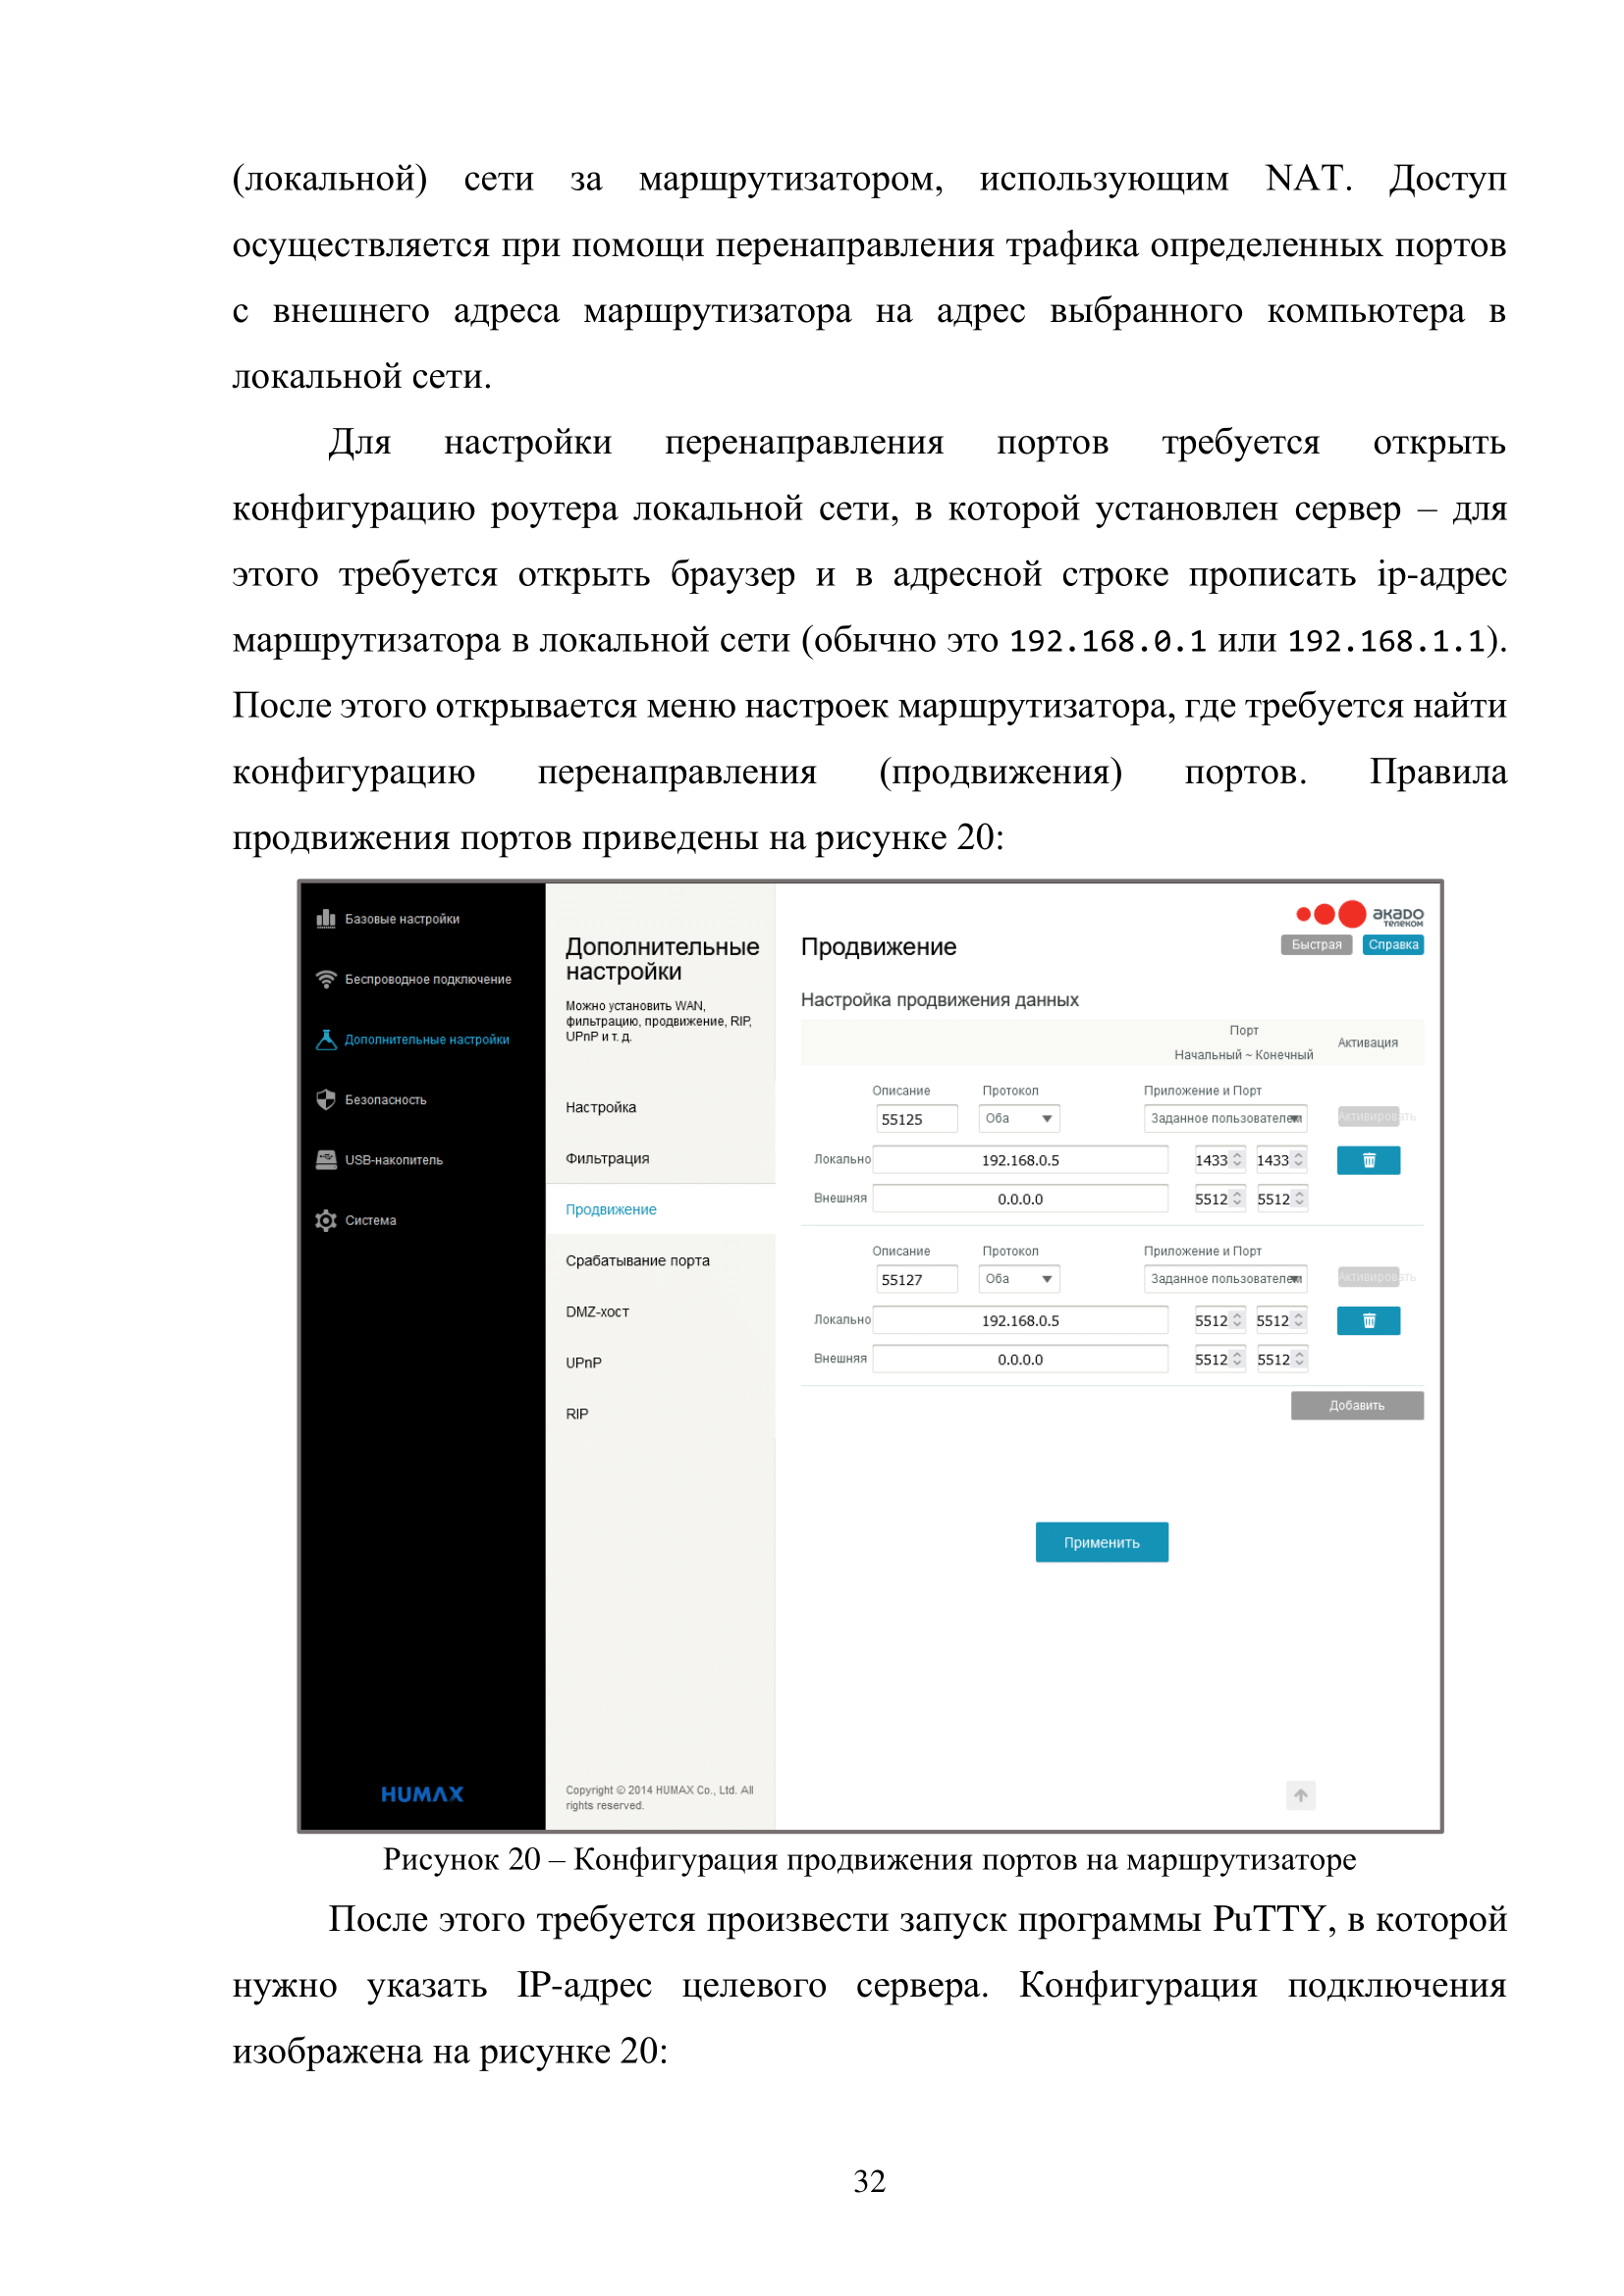 (локальной) сети за маршрутизатором, использующим NAT. Доступ
осуществляется при помощи перенаправления трафика определенных портов
с внешнего адреса маршрутизатора на адрес выбранного компьютера в
локальной сети.
Для настройки перенаправления портов требуется открыть
конфигурацию роутера локальной сети, в которой установлен сервер – для
этого требуется открыть браузер и в адресной строке прописать ip-адрес
маршрутизатора в локальной сети (обычно это 192.168.0.1 или 192.168.1.1).
После этого открывается меню настроек маршрутизатора, где требуется найти
конфигурацию перенаправления (продвижения) портов. Правила
продвижения портов приведены на рисунке 20:
Базовые настройки
Беспроводное подключение
Дополнительные настройки
Безопасность
USB-накопитель
Система
HUMAX
Дополнительные
настройки
Можно установить WAN,
фильтрацию, продвижение, RIP,
UPnP и т. д.
Настройка
Фильтрация
Продвижение
Срабатывание порта
DMZ-хост
UPnP
RIP
Copyright © 2014 HUMAX Co., Ltd. All
rights reserved.
акадо
телеком
Продвижение
Быстрая Справка
Настройка продвижения данных
Порт
Начальный ~ Конечный
Активация
Описание Протокол Приложение и Порт
55125 Оба Заданное пользователем Активировать
Локально 192.168.0.5 1433 1433
Внешняя 0.0.0.0 5512 5512
Описание Протокол Приложение и Порт
55127 Оба Заданное пользователем Активировать
Локально 192.168.0.5 5512 5512
Внешняя 0.0.0.0 5512 5512
Добавить
Применить
Рисунок 20 – Конфигурация продвижения портов на маршрутизаторе
После этого требуется произвести запуск программы PuTTY, в которой
нужно указать IP-адрес целевого сервера. Конфигурация подключения
изображена на рисунке 20:
32